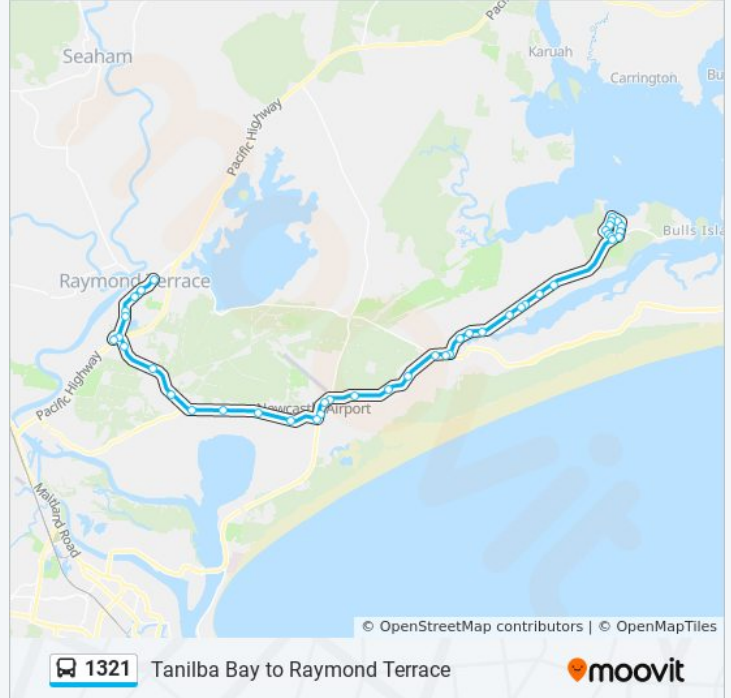 Pacif
Seaham
Karuah
Carrington
Bu
Pacific Highway
Bulls Isla
Raymond Terrace
Pacific Highway
Newcastle Airport
Maitland Road
© OpenStreetMap contributors | © OpenMapTiles
1321 Tanilba Bay to Raymond Terrace
moovit